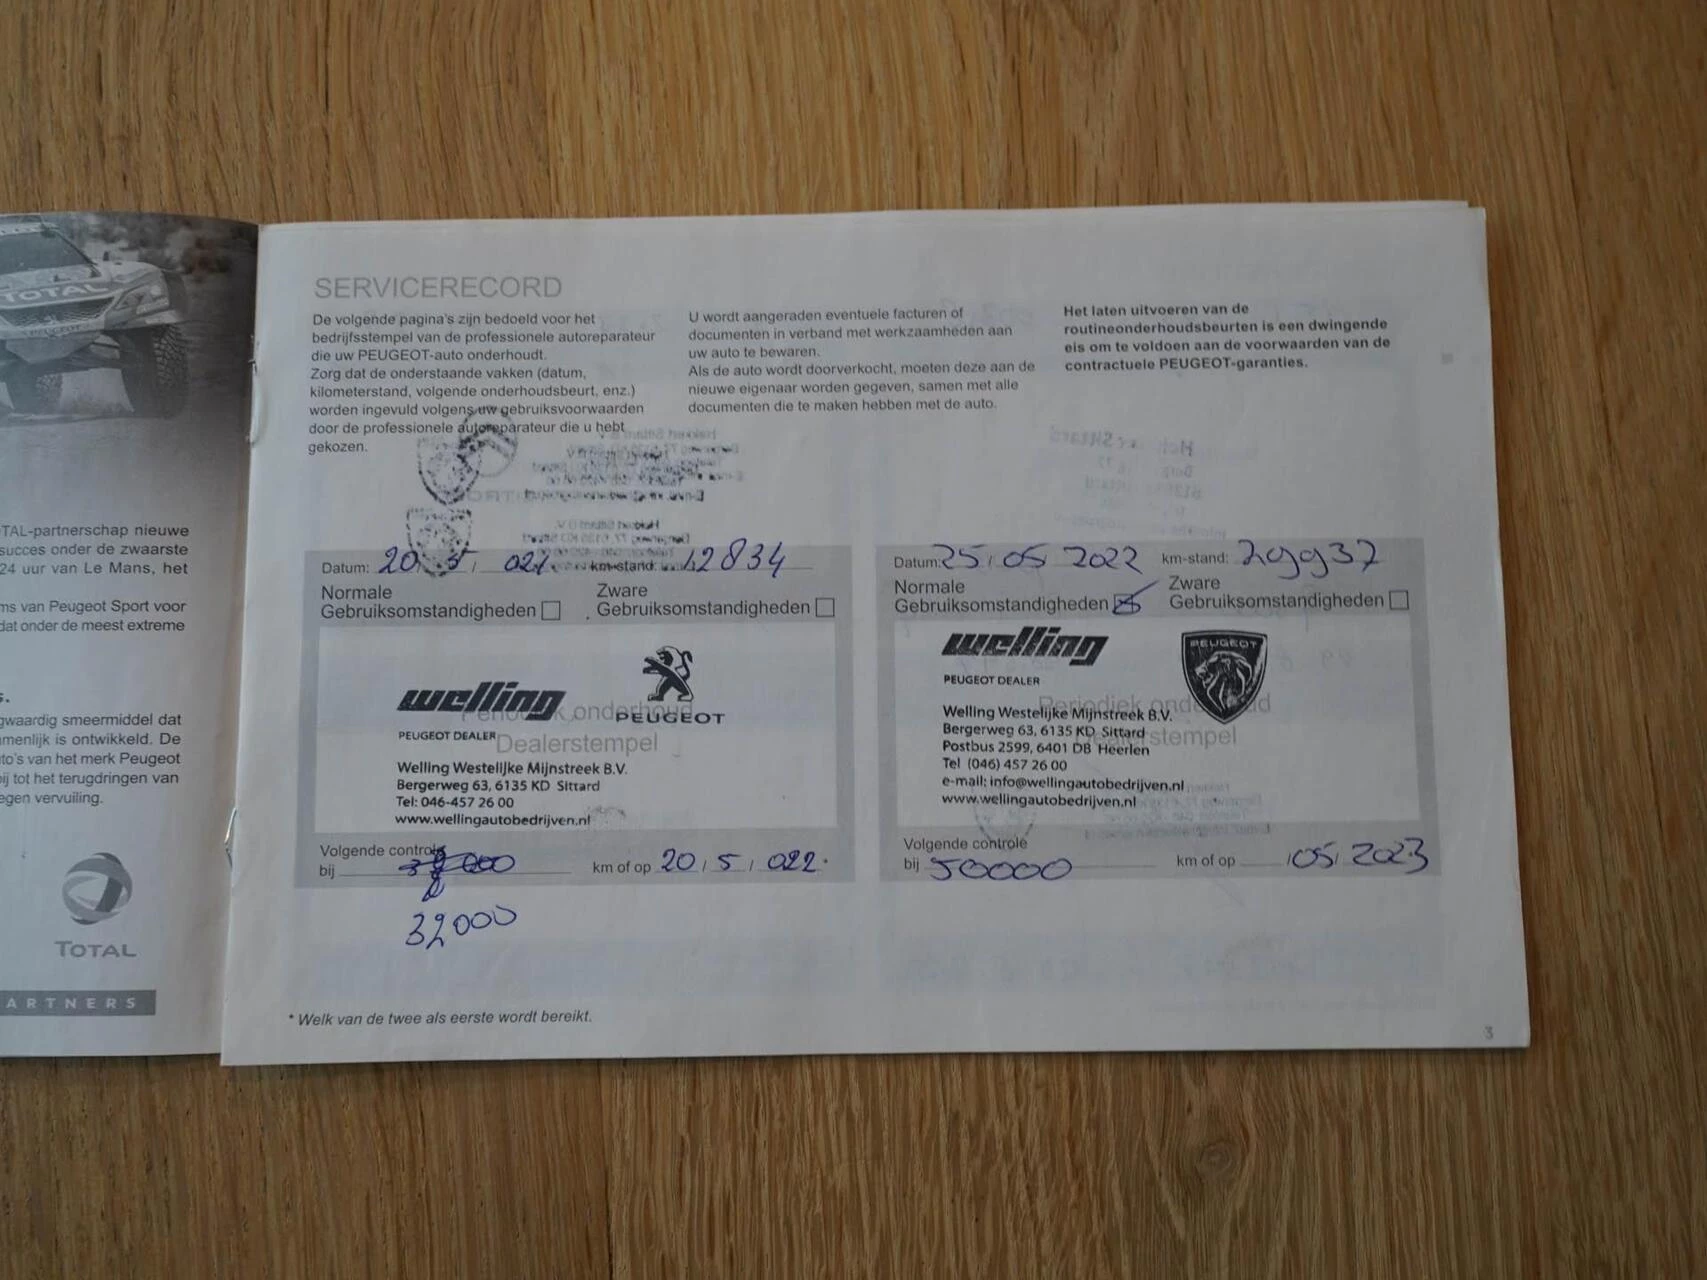 TOTAL
PEUGEOT
OTAL-partnerschap nieuwe
succes onder de zwaarste
24 uur van Le Mans, het
ms van Peugeot Sport voor
dat onder de meest extreme
s.
gwaardig smeermiddel dat
menlijk is ontwikkeld. De
to's van het merk Peugeot
bij tot het terugdringen van
egen vervuiling.
TOTAL
ARTNERS
SERVICERECORD
De volgende pagina's zijn bedoeld voor het
bedrijfsstempel van de professionele autoreparateur
die uw PEUGEOT-auto onderhoudt.
Zorg dat de onderstaande vakken (datum,
kilometerstand, volgende onderhoudsbeurt, enz.)
worden ingevuld volgens uw gebruiksvoorwaarden
door de professionele autoreparateur die u hebt
gekozen.
U wordt aangeraden eventuele facturen of
documenten in verband met werkzaamheden aan
uw auto te bewaren.
Als de auto wordt doorverkocht, moeten deze aan de
nieuwe eigenaar worden gegeven, samen met alle
documenten die te maken hebben met de auto.
Het laten uitvoeren van de
routineonderhoudsbeurten is een dwingende
eis om te voldoen aan de voorwaarden van de
contractuele PEUGEOT-garanties.
Datum: 20 / 5 / 021 km-stand: 12834
Normale
Gebruiksomstandigheden
Zware
Gebruiksomstandigheden
welling
PEUGEOT
PEUGEOT DEALER
Periodiek onderhoud
Dealerstempel
Welling Westelijke Mijnstreek B.V.
Bergerweg 63, 6135 KD Sittard
Tel: 046-457 26 00
www.wellingautobedrijven.nl
Volgende controle
bij km of op 20 / 5 / 022.
32000
Datum: 25 / 05 2022 km-stand: 29937
Normale
Gebruiksomstandigheden
Zware
Gebruiksomstandigheden
welling
PEUGEOT
PEUGEOT DEALER
Periodiek onderhoud
Dealerstempel
Welling Westelijke Mijnstreek B.V.
Bergerweg 63, 6135 KD Sittard
Postbus 2599, 6401 DB Heerlen
Tel (046) 457 26 00
e-mail: info@wellingautobedrijven.nl
www.wellingautobedrijven.nl
Volgende controle
bij 50000 km of op / 05 / 2023
* Welk van de twee als eerste wordt bereikt.
3